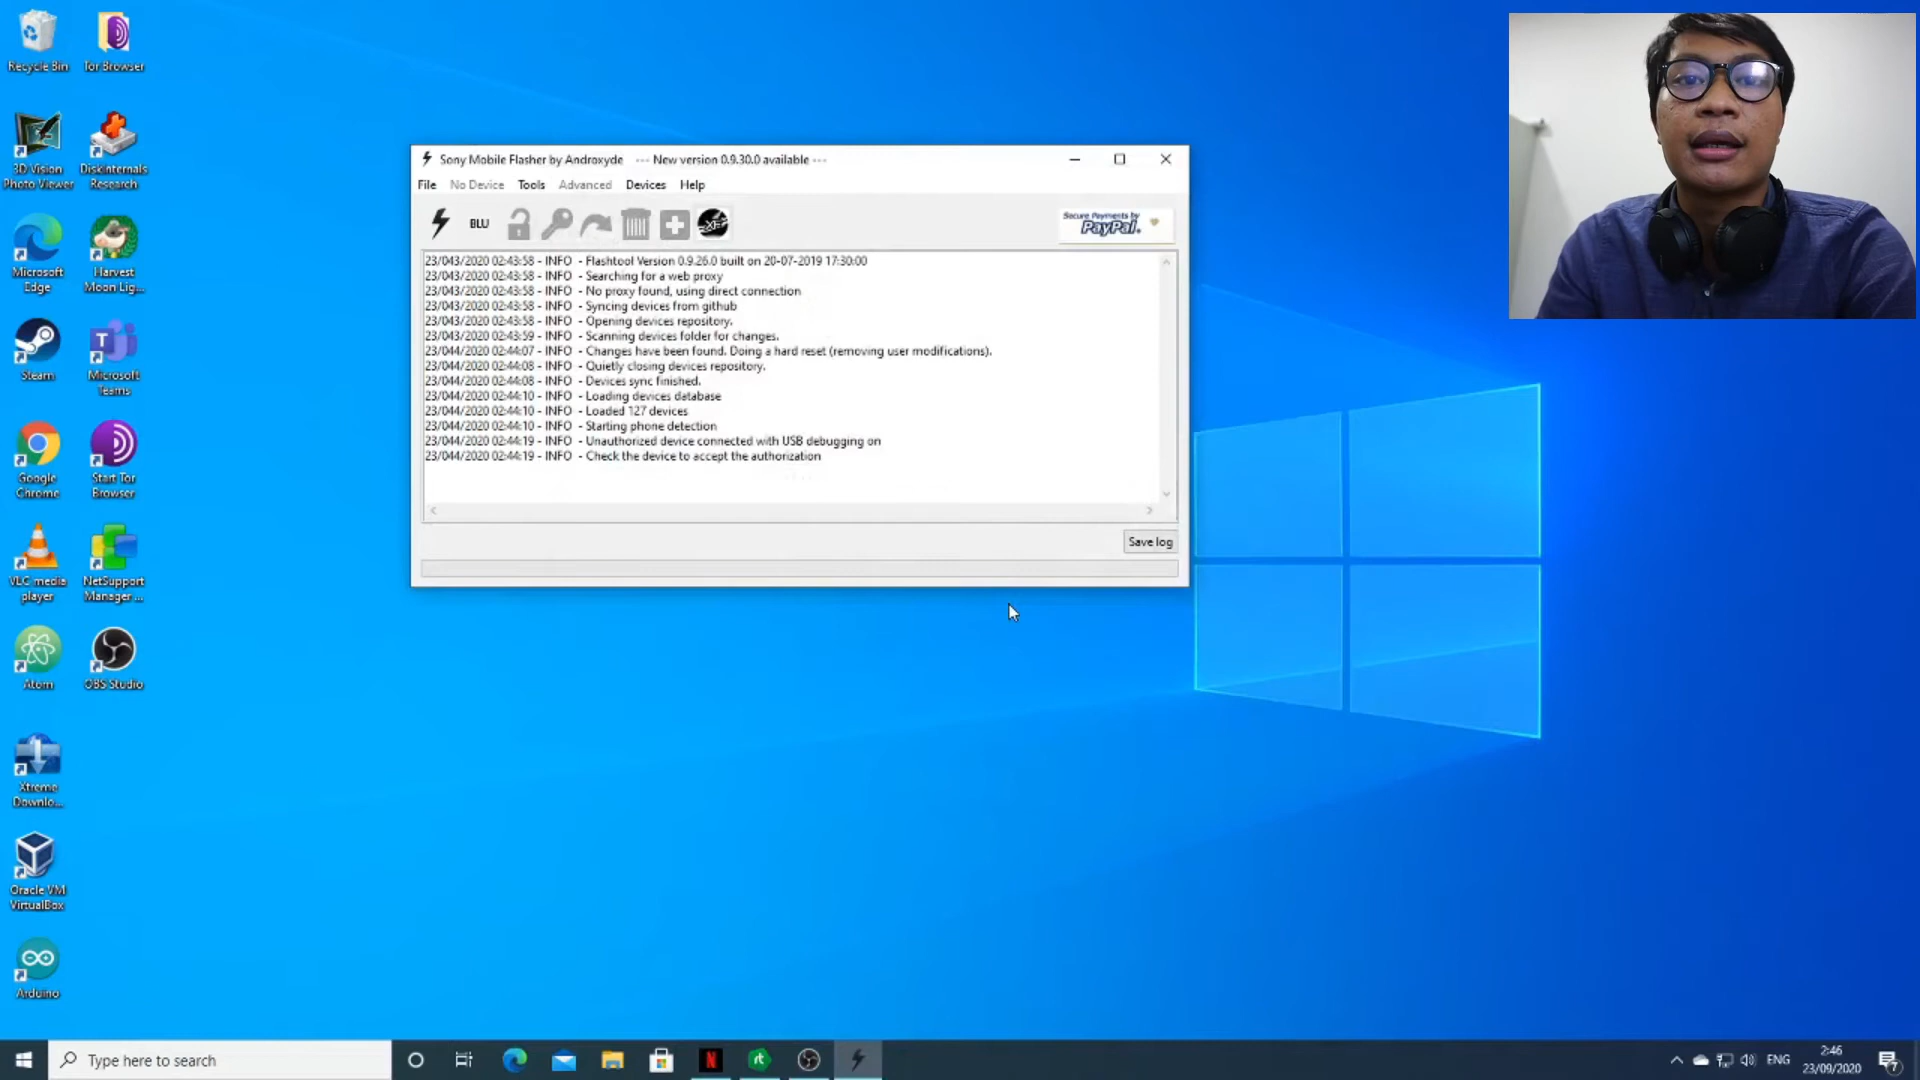 Recycle Bin
Tor Browser
3D Vision
Photo Viewer
Diskinternals
Research
Microsoft
Edge
Harvest
Moon Lig...
Steam
Microsoft
Teams
Google
Chrome
Start Tor
Browser
VLC media
player
NetSupport
Manager ...
Atom
OBS Studio
Xtreme
Downlo...
Oracle VM
VirtualBox
Arduino
Sony Mobile Flasher by Androxyde --- New version 0.9.30.0 available ---
File No Device Tools Advanced Devices Help
BLU
Secure Payments by
PayPal.
23/043/2020 02:43:58 - INFO - Flashtool Version 0.9.26.0 built on 20-07-2019 17:30:00
23/043/2020 02:43:58 - INFO - Searching for a web proxy
23/043/2020 02:43:58 - INFO - No proxy found, using direct connection
23/043/2020 02:43:58 - INFO - Syncing devices from github
23/043/2020 02:43:58 - INFO - Opening devices repository.
23/043/2020 02:43:59 - INFO - Scanning devices folder for changes.
23/044/2020 02:44:07 - INFO - Changes have been found. Doing a hard reset (removing user modifications).
23/044/2020 02:44:08 - INFO - Quietly closing devices repository.
23/044/2020 02:44:08 - INFO - Devices sync finished.
23/044/2020 02:44:10 - INFO - Loading devices database
23/044/2020 02:44:10 - INFO - Loaded 127 devices
23/044/2020 02:44:10 - INFO - Starting phone detection
23/044/2020 02:44:19 - INFO - Unauthorized device connected with USB debugging on
23/044/2020 02:44:19 - INFO - Check the device to accept the authorization
Save log
Type here to search
N
rt
ENG
2:46
23/09/2020
7